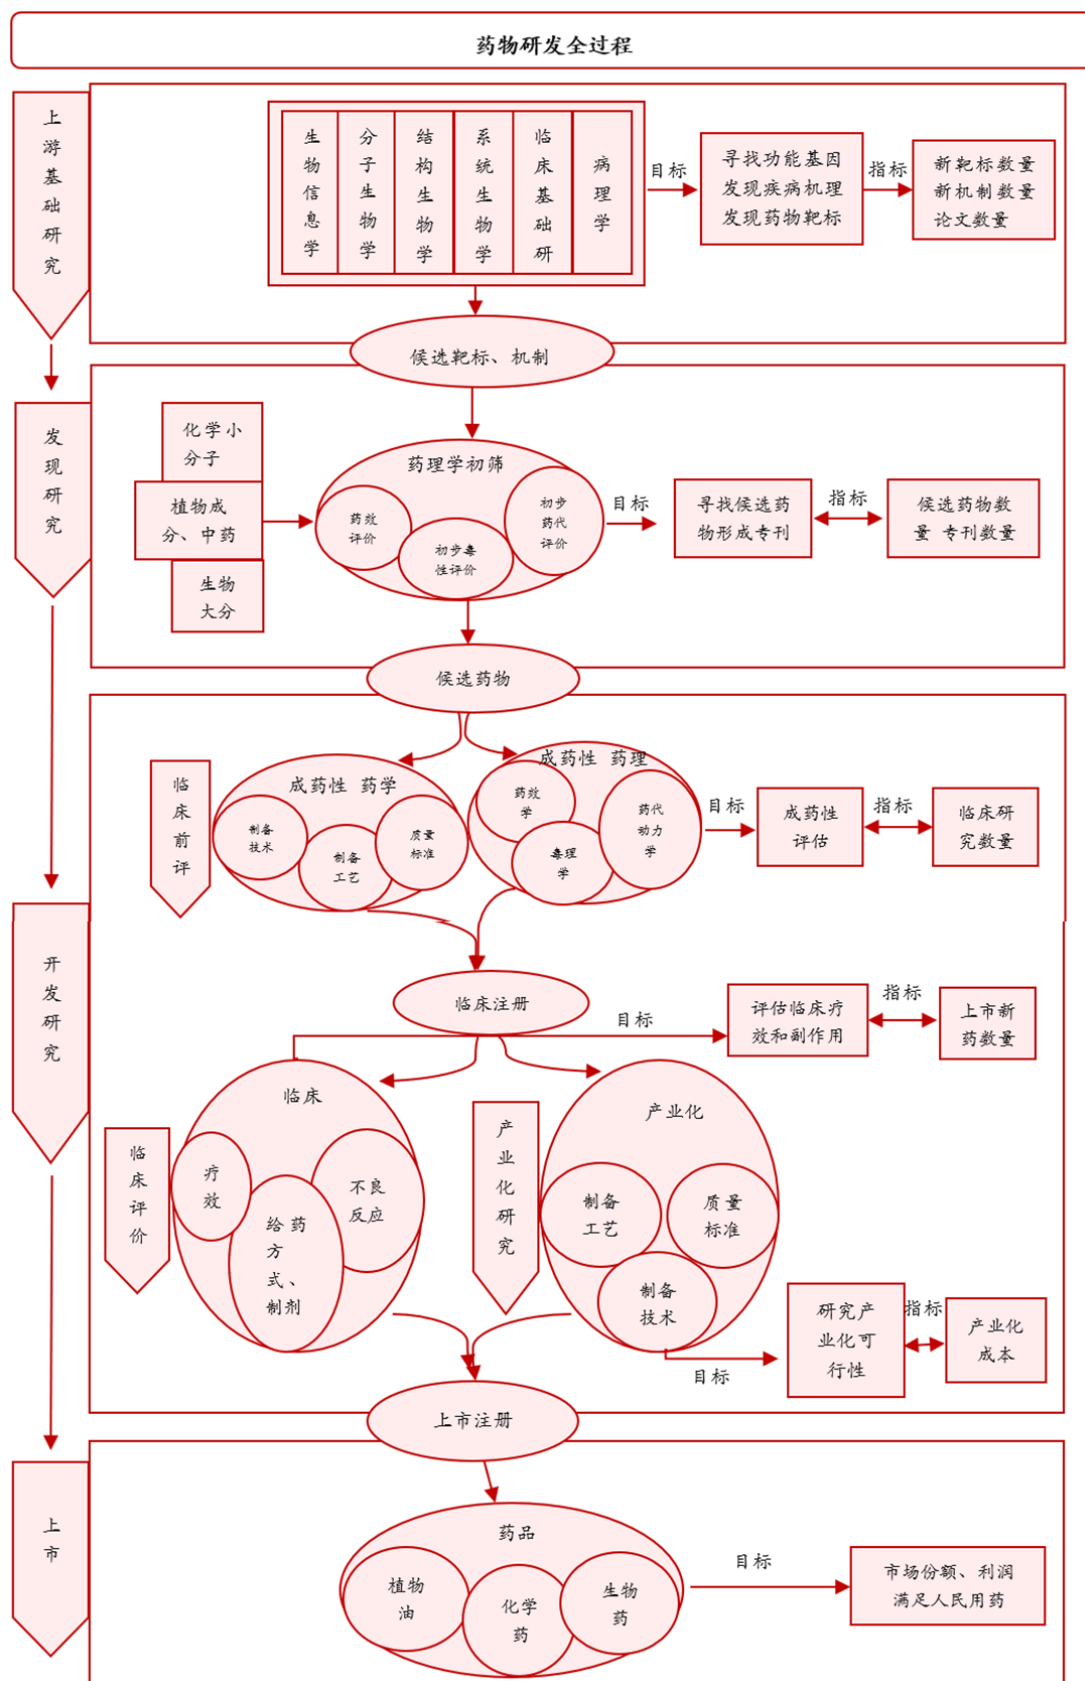 药物研发全过程
上游基础研究
生物信息学
分子生物学
结构生物学
系统生物学
临床基础研
病理学
目标
寻找功能基因
发现疾病机理
发现药物靶标
指标
新靶标数量
新机制数量
论文数量
候选靶标、机制
发现研究
化学小
分子
植物成
分、中药
生物
大分
药理学初筛
药效
评价
初步毒
性评价
初步
药代
评价
目标
寻找候选药
物形成专刊
指标
候选药物数
量 专刊数量
候选药物
开发研究
临床前评
成药性 药学
制备
技术
制备
工艺
质量
标准
成药性 药理
药效
学
毒理
学
药代
动力
学
目标
成药性
评估
指标
临床研
究数量
临床注册
目标
评估临床疗
效和副作用
指标
上市新
药数量
临床评价
临床
疗
效
给药
方
式、
制剂
不良
反应
产业化研究
产业化
制备
工艺
质量
标准
制备
技术
目标
研究产
业化可
行性
指标
产业化
成本
上市注册
上市
药品
植物
油
化学
药
生物
药
目标
市场份额、利润
满足人民用药